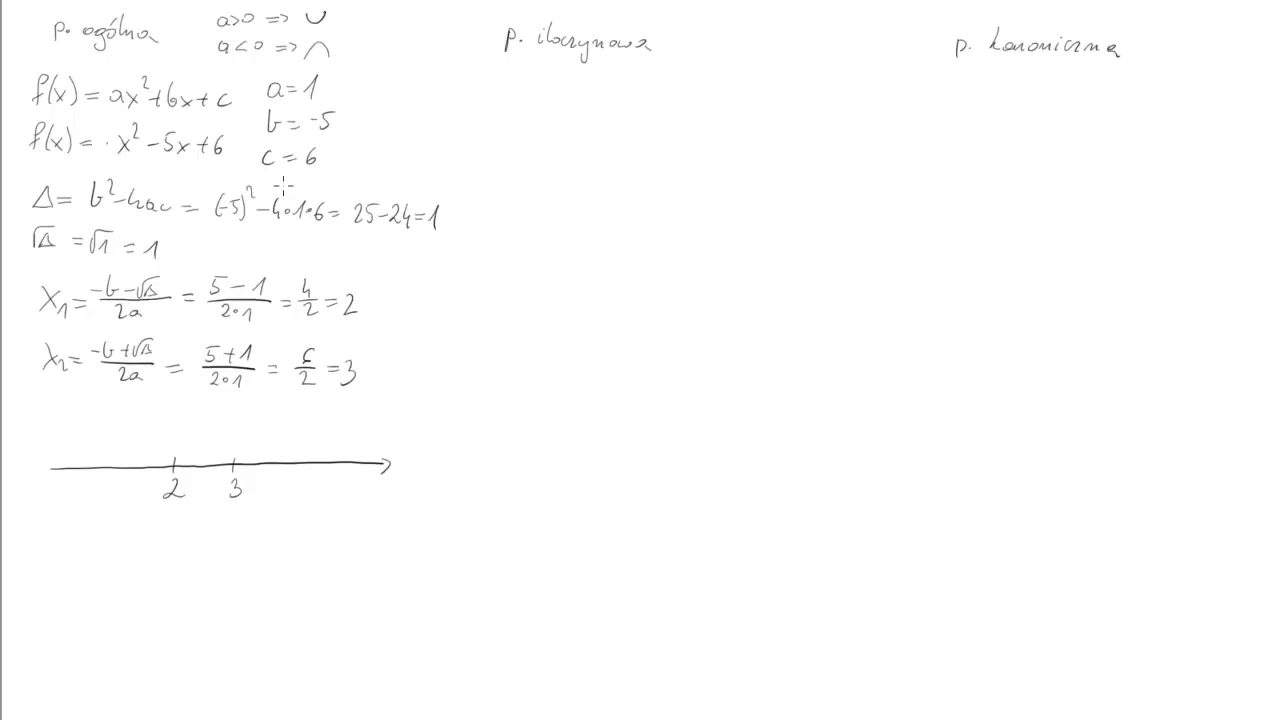 p. ogólna
a>0 => ∪
a<0 => ∩
p. iloczynowa
p. kanoniczna
f(x) = ax²+bx+c
a=1
f(x) = x²-5x+6
b=-5
c=6
Δ= b²-4ac = (-5)²-4•1•6= 25-24=1
√Δ =√1 =1
x₁= (-b-√Δ)/2a = (5-1)/(2•1) = 4/2 =2
x₂= (-b+√Δ)/2a = (5+1)/(2•1) = 6/2 =3
2 3